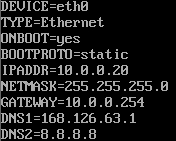 DEVICE=eth0
TYPE=Ethernet
ONBOOT=yes
BOOTPROTO=static
IPADDR=10.0.0.20
NETMASK=255.255.255.0
GATEWAY=10.0.0.254
DNS1=168.126.63.1
DNS2=8.8.8.8